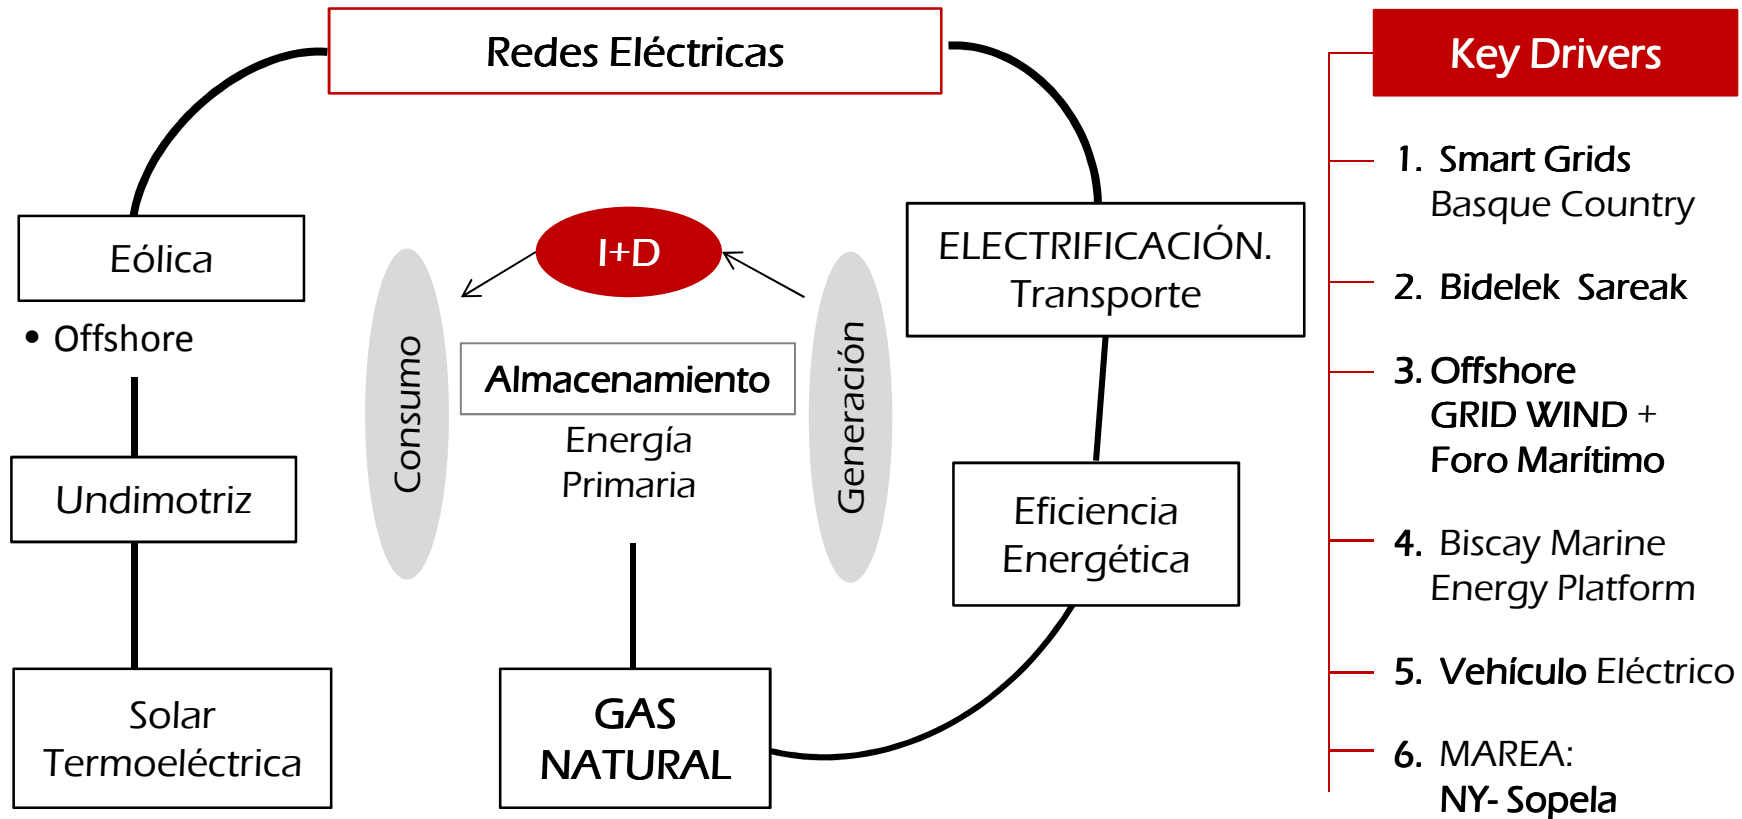 Redes Eléctricas
Eólica
• Offshore
Undimotriz
Solar
Termoeléctrica
I+D
Consumo
Almacenamiento
Energía
Primaria
Generación
GAS
NATURAL
ELECTRIFICACIÓN.
Transporte
Eficiencia
Energética
Key Drivers
1. Smart Grids
Basque Country
2. Bidelek Sareak
3. Offshore
GRID WIND +
Foro Marítimo
4. Biscay Marine
Energy Platform
5. Vehículo Eléctrico
6. MAREA:
NY- Sopela